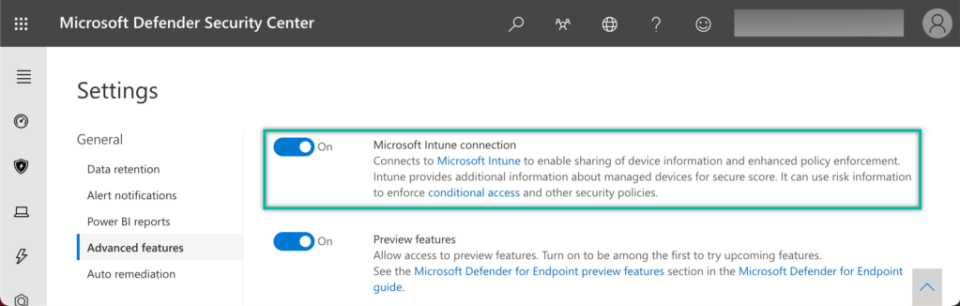 Microsoft Defender Security Center
Settings
General
Data retention
Alert notifications
Power BI reports
Advanced features
Auto remediation
On
Microsoft Intune connection
Connects to Microsoft Intune to enable sharing of device information and enhanced policy enforcement.
Intune provides additional information about managed devices for secure score. It can use risk information
to enforce conditional access and other security policies.
On
Preview features
Allow access to preview features. Turn on to be among the first to try upcoming features.
See the Microsoft Defender for Endpoint preview features section in the Microsoft Defender for Endpoint
guide.